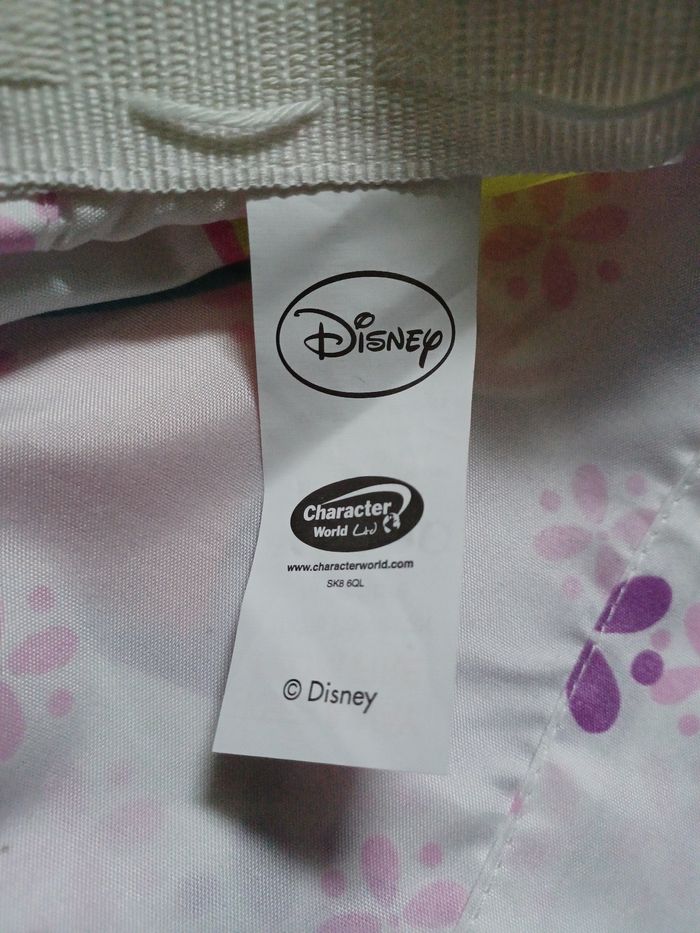 Disney
Character
World Ltd
www.characterworld.com
SK8 6QL
© Disney